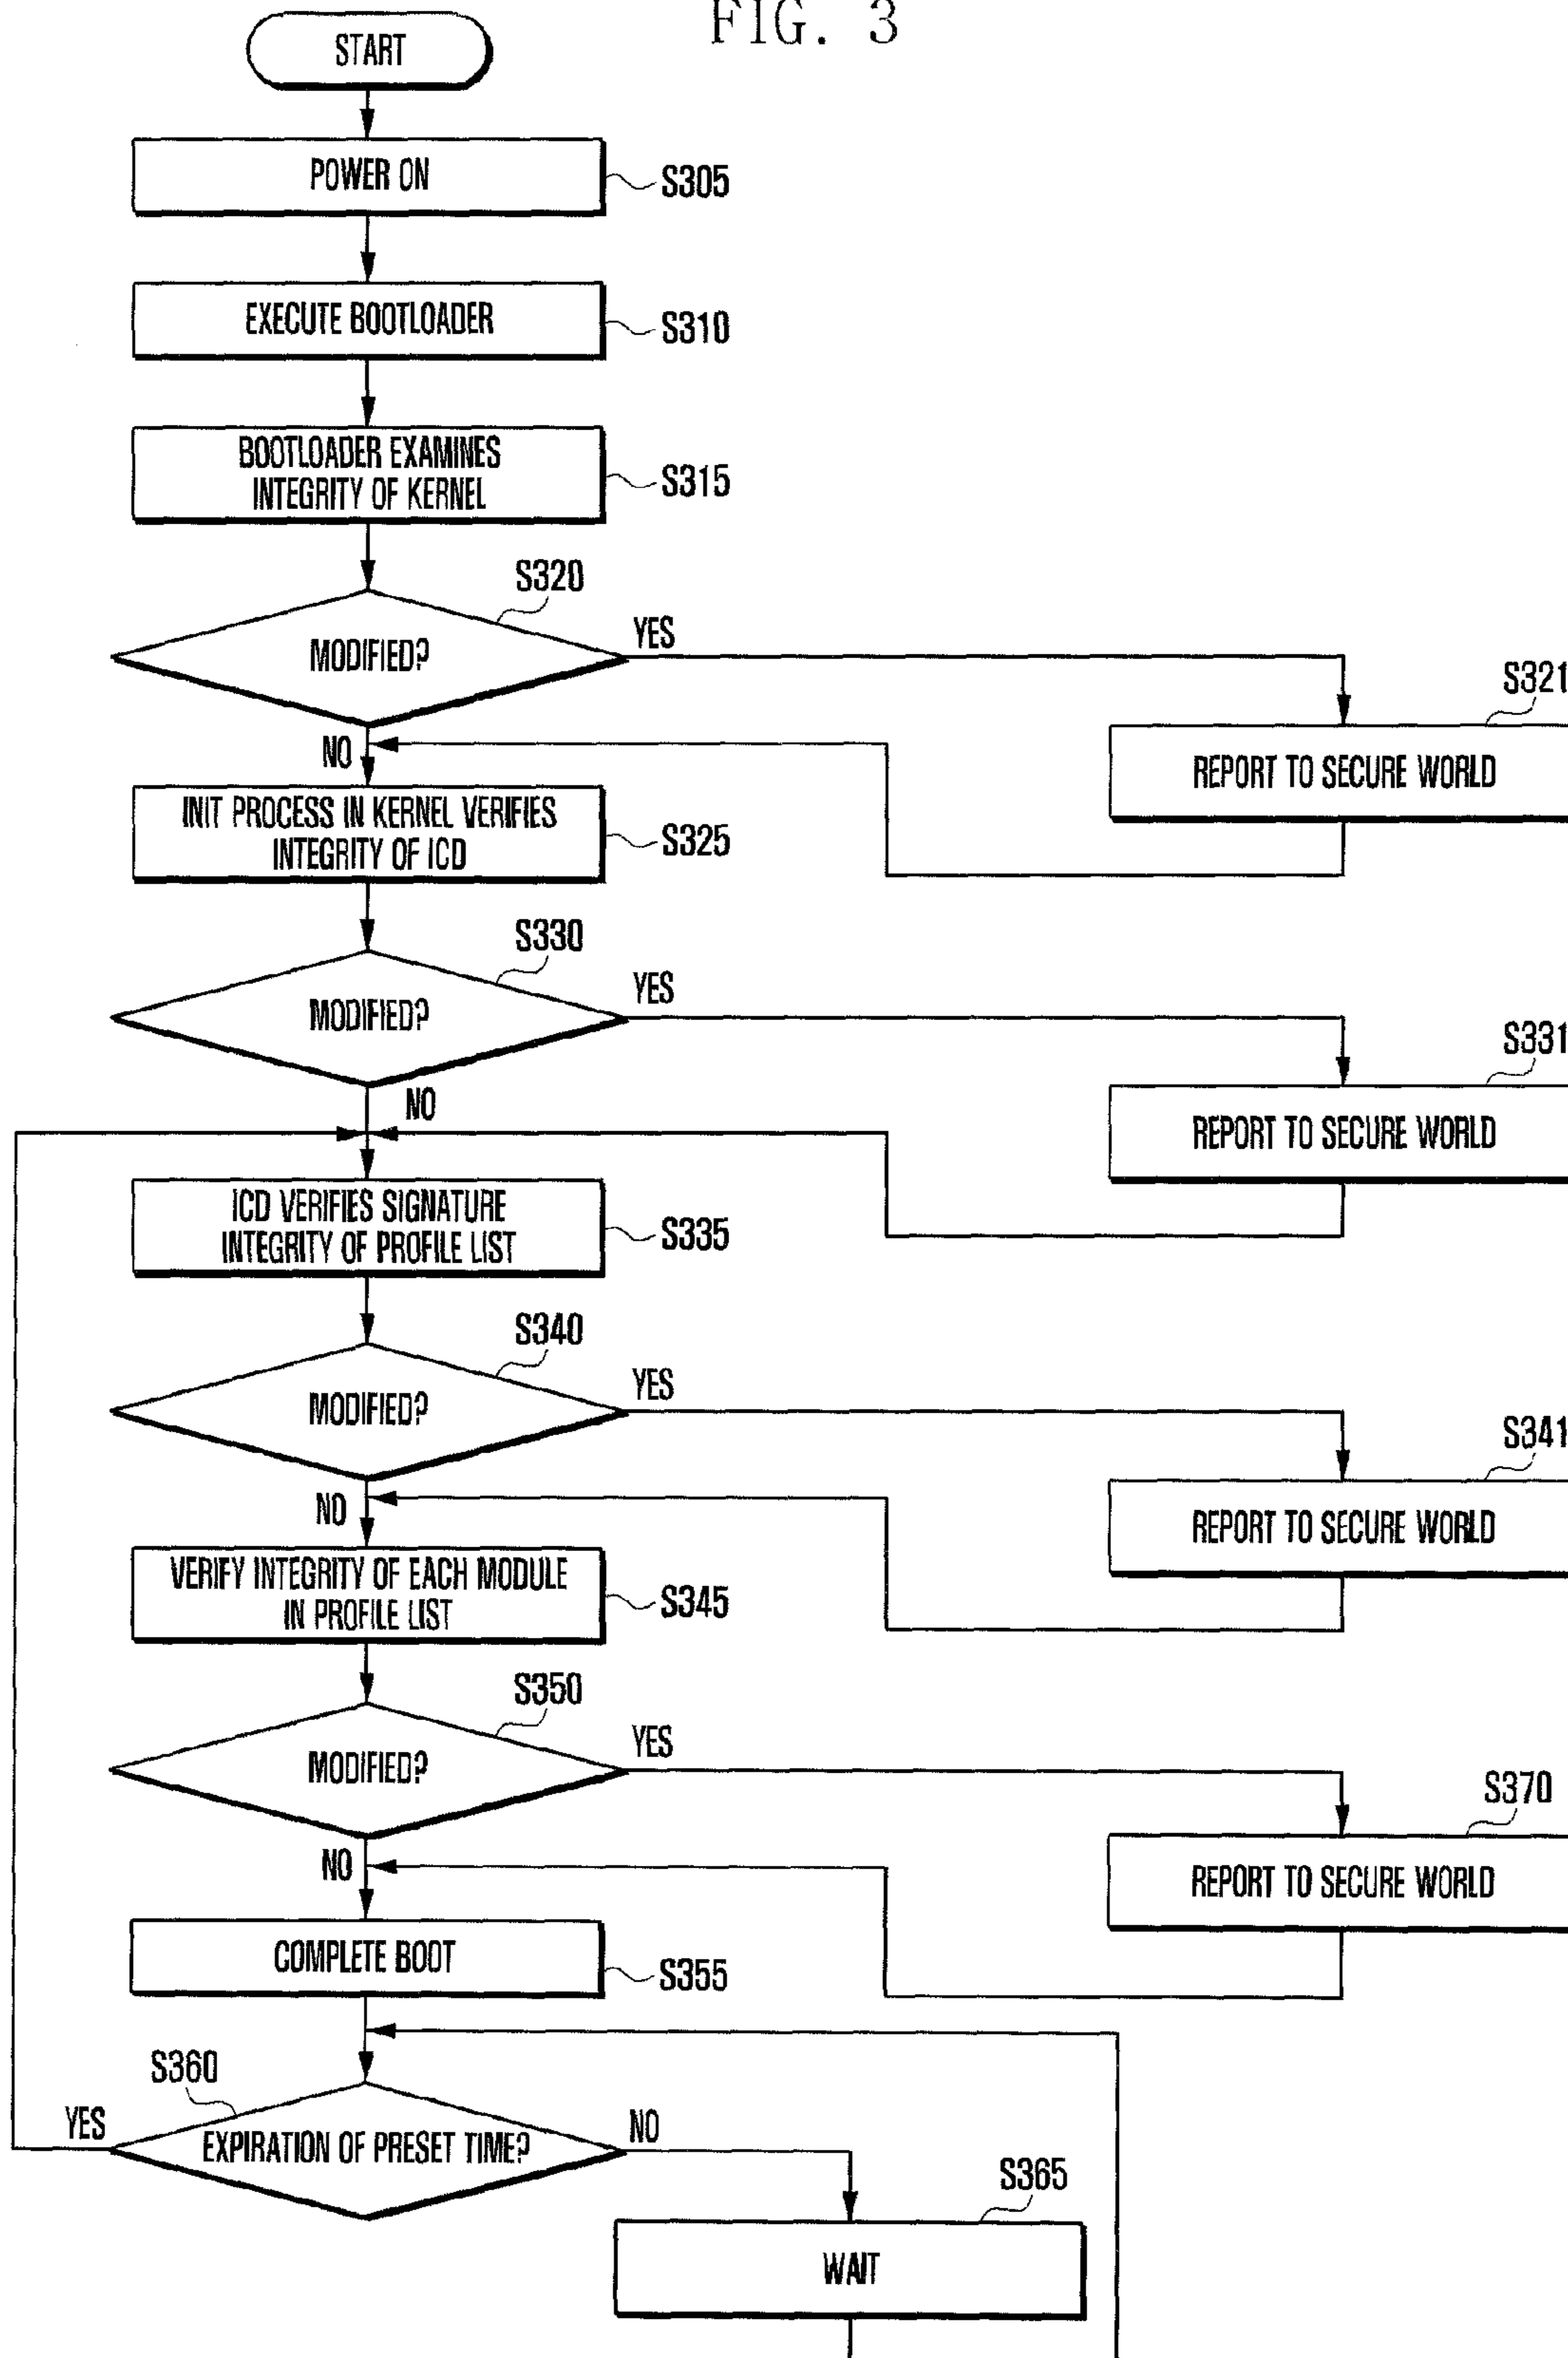 FIG. 3
START
POWER ON
S305
EXECUTE BOOTLOADER
S310
BOOTLOADER EXAMINES
INTEGRITY OF KERNEL
S315
S320
MODIFIED?
YES
S321
REPORT TO SECURE WORLD
NO
INIT PROCESS IN KERNEL VERIFIES
INTEGRITY OF ICD
S325
S330
MODIFIED?
YES
S331
REPORT TO SECURE WORLD
NO
ICD VERIFIES SIGNATURE
INTEGRITY OF PROFILE LIST
S335
S340
MODIFIED?
YES
S341
REPORT TO SECURE WORLD
NO
VERIFY INTEGRITY OF EACH MODULE
IN PROFILE LIST
S345
S350
MODIFIED?
YES
S370
REPORT TO SECURE WORLD
NO
COMPLETE BOOT
S355
S360
YES
EXPIRATION OF PRESET TIME?
NO
S365
WAIT